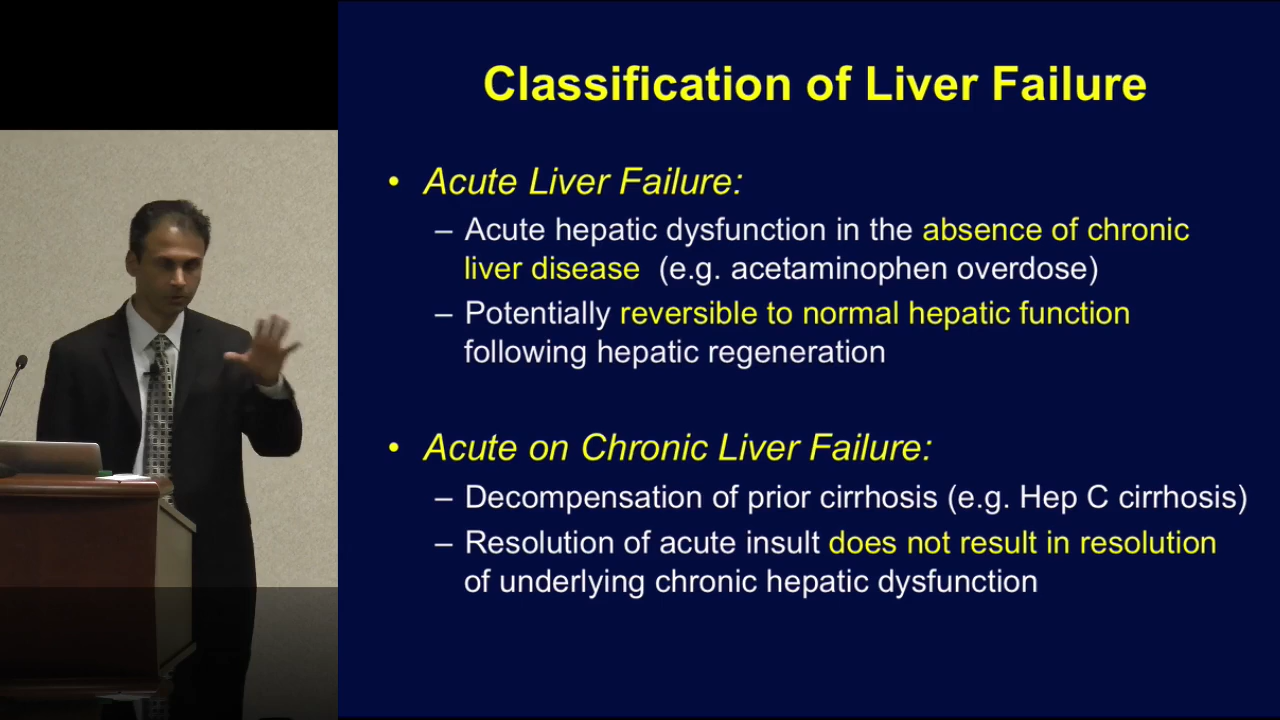 Classification of Liver Failure
• Acute Liver Failure:
– Acute hepatic dysfunction in the absence of chronic
liver disease (e.g. acetaminophen overdose)
– Potentially reversible to normal hepatic function
following hepatic regeneration
• Acute on Chronic Liver Failure:
– Decompensation of prior cirrhosis (e.g. Hep C cirrhosis)
– Resolution of acute insult does not result in resolution
of underlying chronic hepatic dysfunction